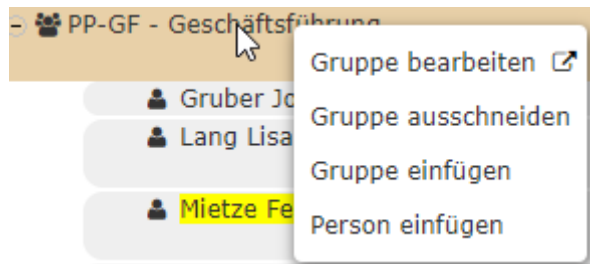 PP-GF - Geschäftsführung
Gruppe bearbeiten
Gruber Jo
Gruppe ausschneiden
Lang Lisa
Gruppe einfügen
Mietze Fe
Person einfügen